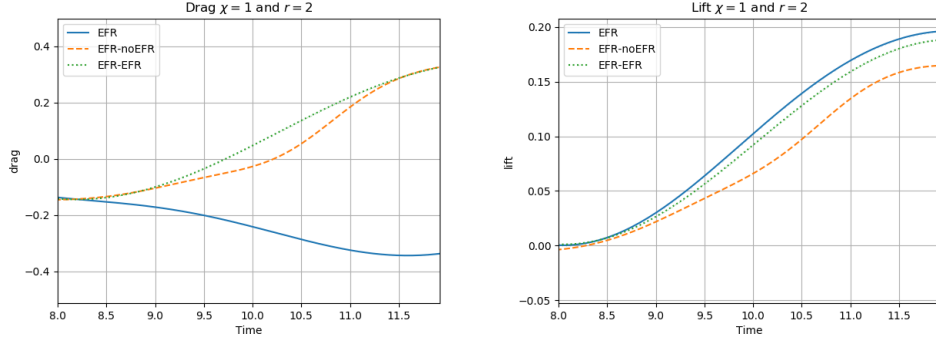 Drag χ = 1 and r = 2
0.4
0.2
0.0
−0.2
−0.4
drag
8.0 8.5 9.0 9.5 10.0 10.5 11.0 11.5
Time
EFR
EFR-noEFR
EFR-EFR
Lift χ = 1 and r = 2
0.20
0.15
0.10
0.05
0.00
−0.05
lift
8.0 8.5 9.0 9.5 10.0 10.5 11.0 11.5
Time
EFR
EFR-noEFR
EFR-EFR